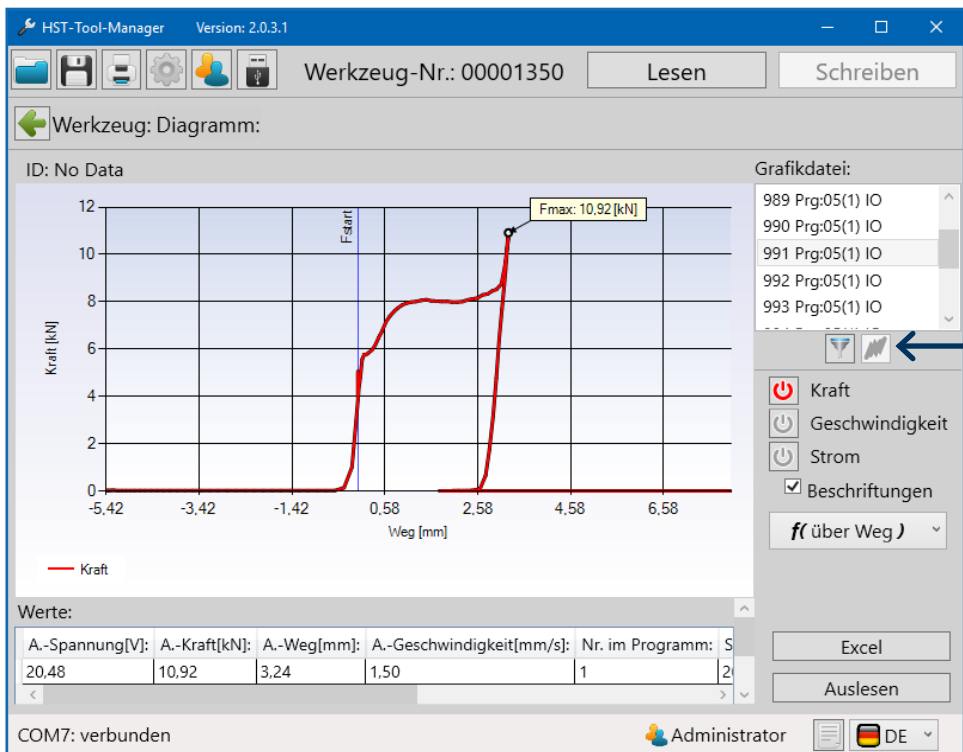 HST-Tool-Manager Version: 2.0.3.1
Werkzeug-Nr.: 00001350 Lesen Schreiben
Werkzeug: Diagramm:
ID: No Data
Grafikdatei:
989 Prg:05(1) IO
990 Prg:05(1) IO
991 Prg:05(1) IO
992 Prg:05(1) IO
993 Prg:05(1) IO
Kraft
Geschwindigkeit
Strom
Beschriftungen
f( über Weg )
Kraft [kN]
12
10
8
6
4
2
0
Fstart
Fmax: 10,92 [kN]
-5,42 -3,42 -1,42 0,58 2,58 4,58 6,58
Weg [mm]
Kraft
Werte:
A.-Spannung[V]: A.-Kraft[kN]: A.-Weg[mm]: A.-Geschwindigkeit[mm/s]: Nr. im Programm: S
20,48 10,92 3,24 1,50 1
Excel
Auslesen
COM7: verbunden Administrator DE